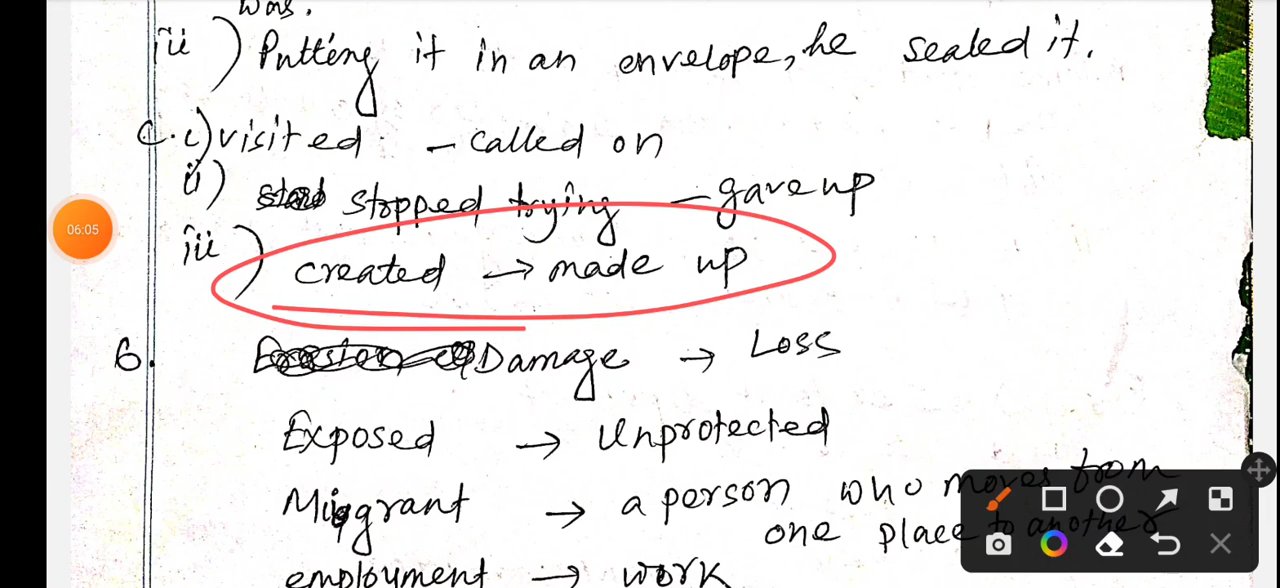 was.
iii) Putting it in an envelope, he sealed it.
C. i) visited - called on
ii) stopped trying - gave up
iii) created → made up
6. Damage → Loss
Exposed → Unprotected
Migrant → a person who moves from
one place to another
employment → work
06:05